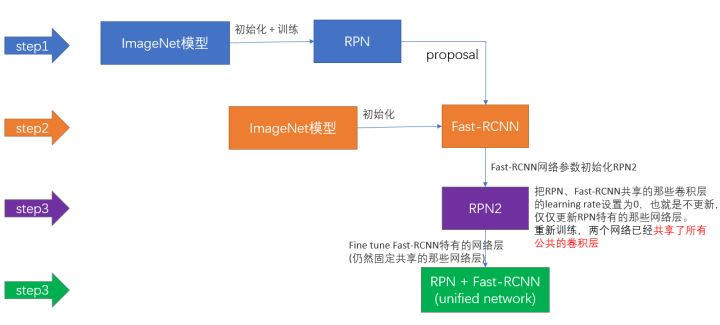 step1
ImageNet模型
初始化 + 训练
RPN
proposal
step2
ImageNet模型
初始化
Fast-RCNN
Fast-RCNN网络参数初始化RPN2
step3
RPN2
把RPN、Fast-RCNN共享的那些卷积层
的learning rate设置为0，也就是不更新，
仅仅更新RPN特有的那些网络层。
重新训练，两个网络已经共享了所有
公共的卷积层
Fine tune Fast-RCNN特有的网络层
(仍然固定共享的那些网络层)
step3
RPN + Fast-RCNN
(unified network)